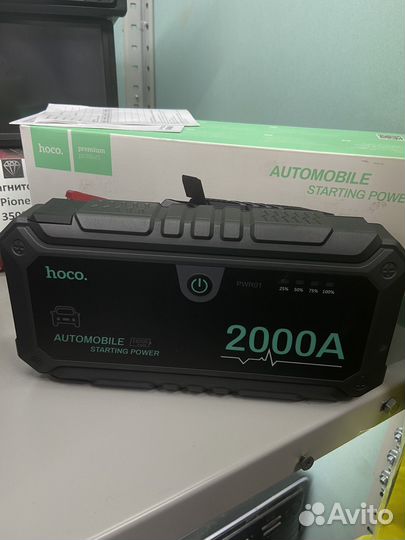 hoco.
premium
product
AUTOMOBILE
STARTING POWER
агнито
Pione
350
hoco.
PWR01
25% 50% 75% 100%
AUTOMOBILE
STARTING POWER
2000A
Avito